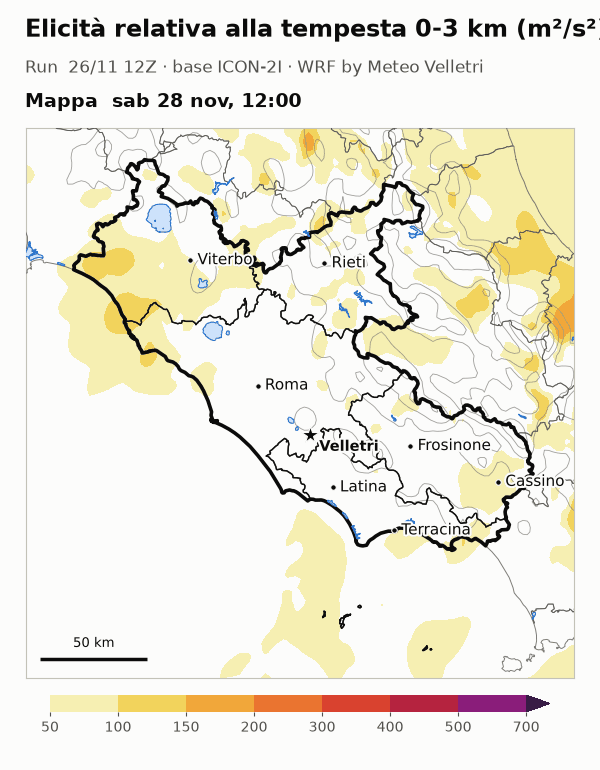 Elicità relativa alla tempesta 0-3 km (m²/s²)
Run  26/11 12Z · base ICON-2I · WRF by Meteo Velletri
Mappa  sab 28 nov, 12:00
Viterbo
Rieti
Roma
Velletri
Frosinone
Cassino
Latina
Terracina
50 km
50 100 150 200 300 400 500 700